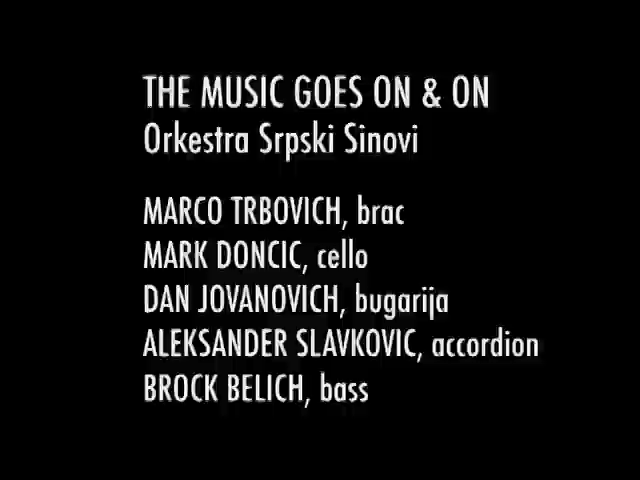 THE MUSIC GOES ON & ON
Orkestra Srpski Sinovi
MARCO TRBOVICH, brac
MARK DONCIC, cello
DAN JOVANOVICH, bugarija
ALEKSANDER SLAVKOVIC, accordion
BROCK BELICH, bass